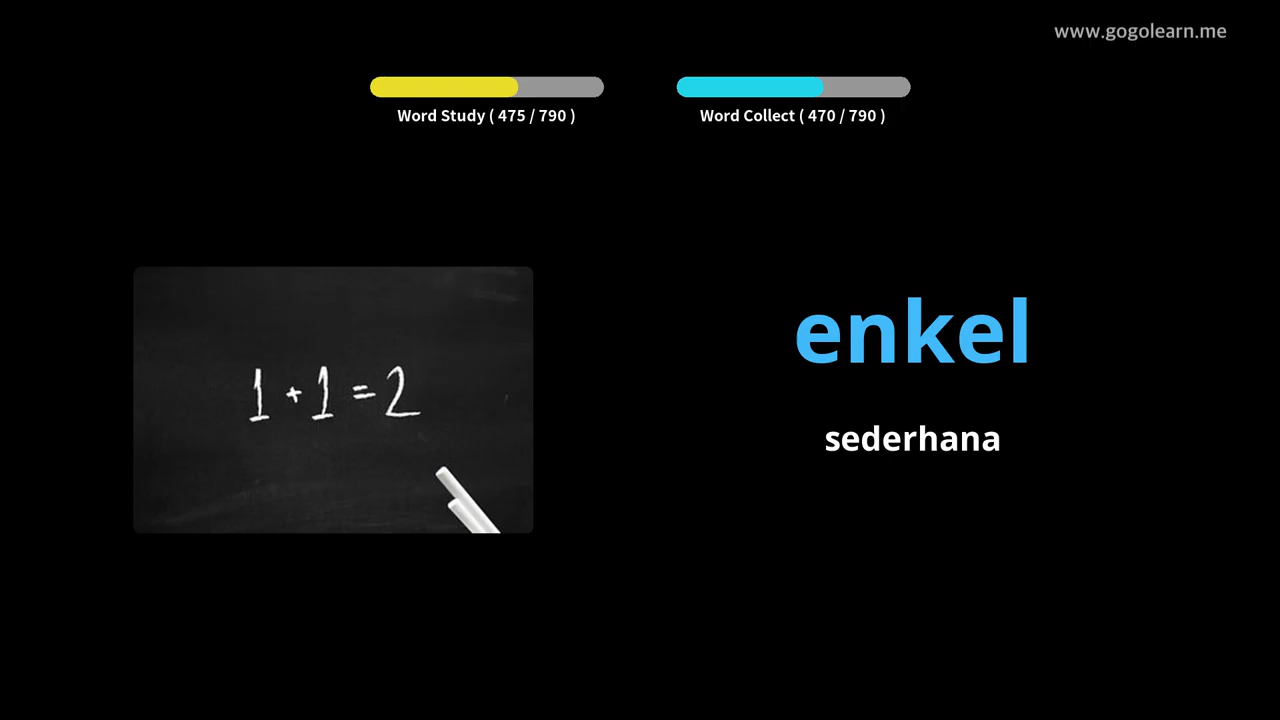 www.gogolearn.me
Word Study ( 475 / 790 )
Word Collect ( 470 / 790 )
1 + 1 = 2
enkel
sederhana